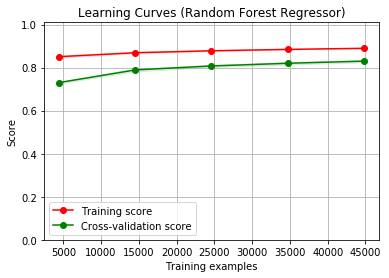 Learning Curves (Random Forest Regressor)
1.0
0.8
0.6
0.4
0.2
0.0
Score
Training score
Cross-validation score
5000 10000 15000 20000 25000 30000 35000 40000 45000
Training examples